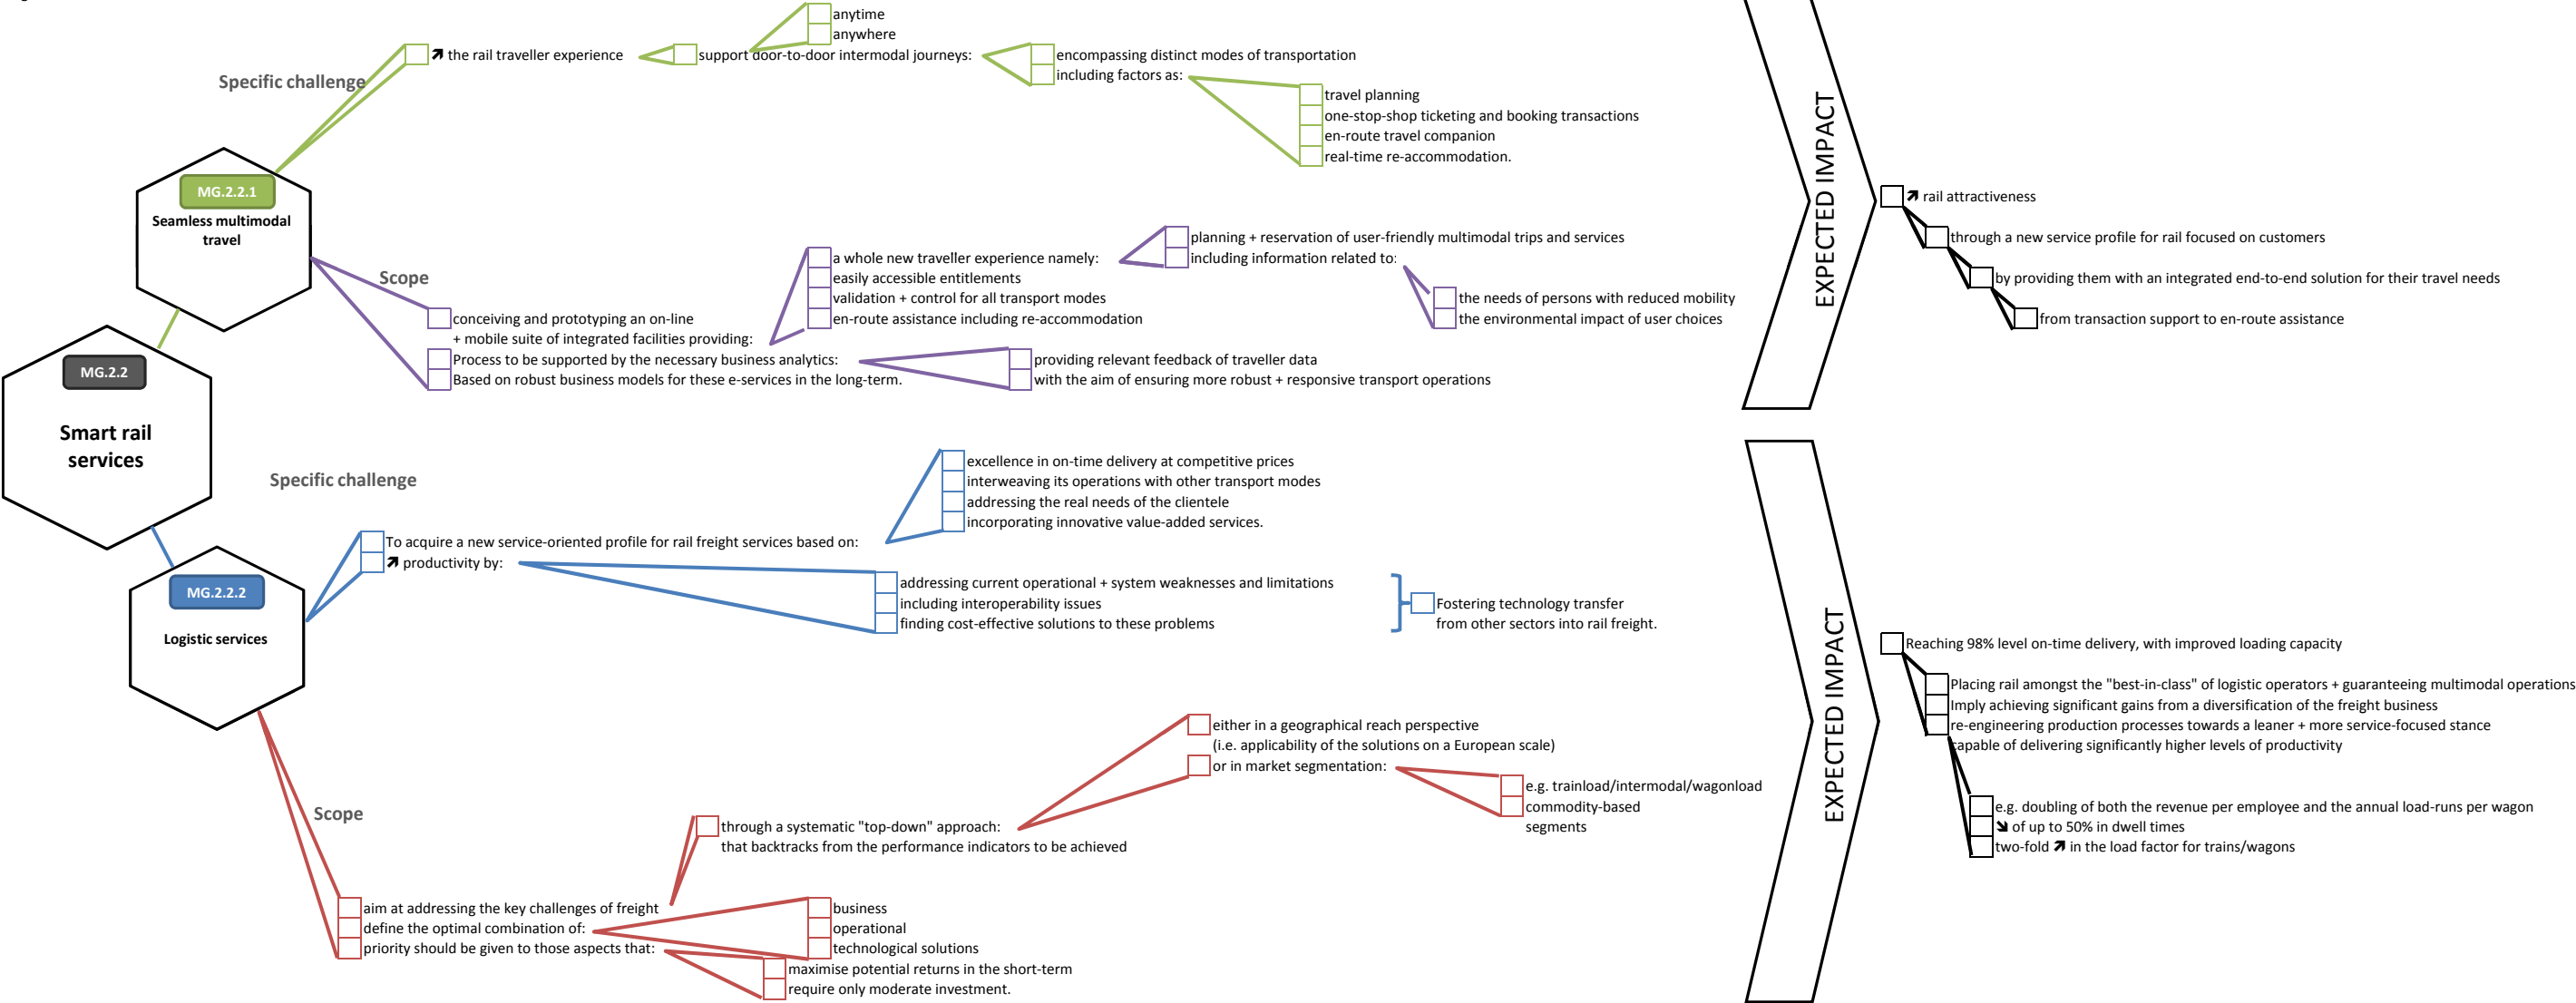 anytime
anywhere
↗ the rail traveller experience
support door-to-door intermodal journeys:
encompassing distinct modes of transportation
including factors as:
Specific challenge
travel planning
one-stop-shop ticketing and booking transactions
en-route travel companion
real-time re-accommodation.
MG.2.2.1
Seamless multimodal
travel
Scope
a whole new traveller experience namely:
easily accessible entitlements
validation + control for all transport modes
en-route assistance including re-accommodation
planning + reservation of user-friendly multimodal trips and services
including information related to:
the needs of persons with reduced mobility
the environmental impact of user choices
conceiving and prototyping an on-line
+ mobile suite of integrated facilities providing:
Process to be supported by the necessary business analytics:
Based on robust business models for these e-services in the long-term.
providing relevant feedback of traveller data
with the aim of ensuring more robust + responsive transport operations
EXPECTED IMPACT
↗ rail attractiveness
through a new service profile for rail focused on customers
by providing them with an integrated end-to-end solution for their travel needs
from transaction support to en-route assistance
MG.2.2
Smart rail
services
Specific challenge
excellence in on-time delivery at competitive prices
interweaving its operations with other transport modes
addressing the real needs of the clientele
incorporating innovative value-added services.
To acquire a new service-oriented profile for rail freight services based on:
↗ productivity by:
addressing current operational + system weaknesses and limitations
including interoperability issues
finding cost-effective solutions to these problems
Fostering technology transfer
from other sectors into rail freight.
MG.2.2.2
Logistic services
Scope
either in a geographical reach perspective
(i.e. applicability of the solutions on a European scale)
or in market segmentation:
e.g. trainload/intermodal/wagonload
commodity-based
segments
through a systematic "top-down" approach:
that backtracks from the performance indicators to be achieved
aim at addressing the key challenges of freight
define the optimal combination of:
priority should be given to those aspects that:
business
operational
technological solutions
maximise potential returns in the short-term
require only moderate investment.
EXPECTED IMPACT
Reaching 98% level on-time delivery, with improved loading capacity
Placing rail amongst the "best-in-class" of logistic operators + guaranteeing multimodal operations
Imply achieving significant gains from a diversification of the freight business
re-engineering production processes towards a leaner + more service-focused stance
capable of delivering significantly higher levels of productivity
e.g. doubling of both the revenue per employee and the annual load-runs per wagon
↘ of up to 50% in dwell times
two-fold ↗ in the load factor for trains/wagons